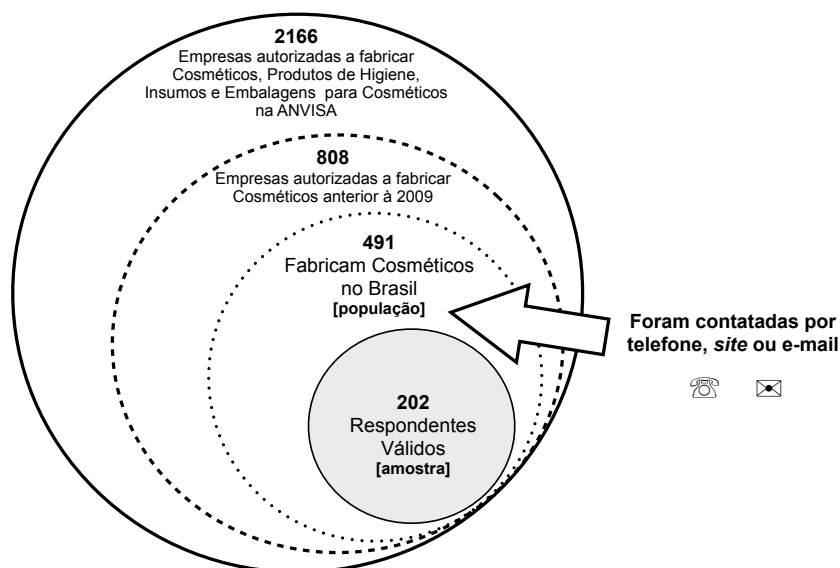 2166
Empresas autorizadas a fabricar
Cosméticos, Produtos de Higiene,
Insumos e Embalagens para Cosméticos
na ANVISA
808
Empresas autorizadas a fabricar
Cosméticos anterior à 2009
491
Fabricam Cosméticos
no Brasil
[população]
Foram contatadas por
telefone, site ou e-mail
202
Respondentes
Válidos
[amostra]